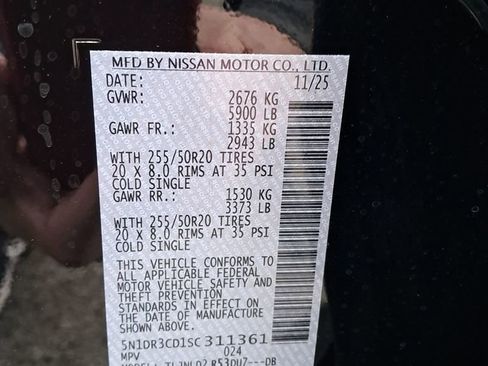 MFD BY NISSAN MOTOR CO., LTD.
DATE: 11/25
GVWR: 2676 KG
5900 LB
GAWR FR.: 1335 KG
2943 LB
WITH 255/50R20 TIRES
20 X 8.0 RIMS AT 35 PSI
COLD SINGLE
GAWR RR.: 1530 KG
3373 LB
WITH 255/50R20 TIRES
20 X 8.0 RIMS AT 35 PSI
COLD SINGLE
THIS VEHICLE CONFORMS TO
ALL APPLICABLE FEDERAL
MOTOR VEHICLE SAFETY AND
THEFT PREVENTION
STANDARDS IN EFFECT ON
THE DATE OF MANUFACTURE
SHOWN ABOVE.
5N1DR3CD1SC311361
MPV 024